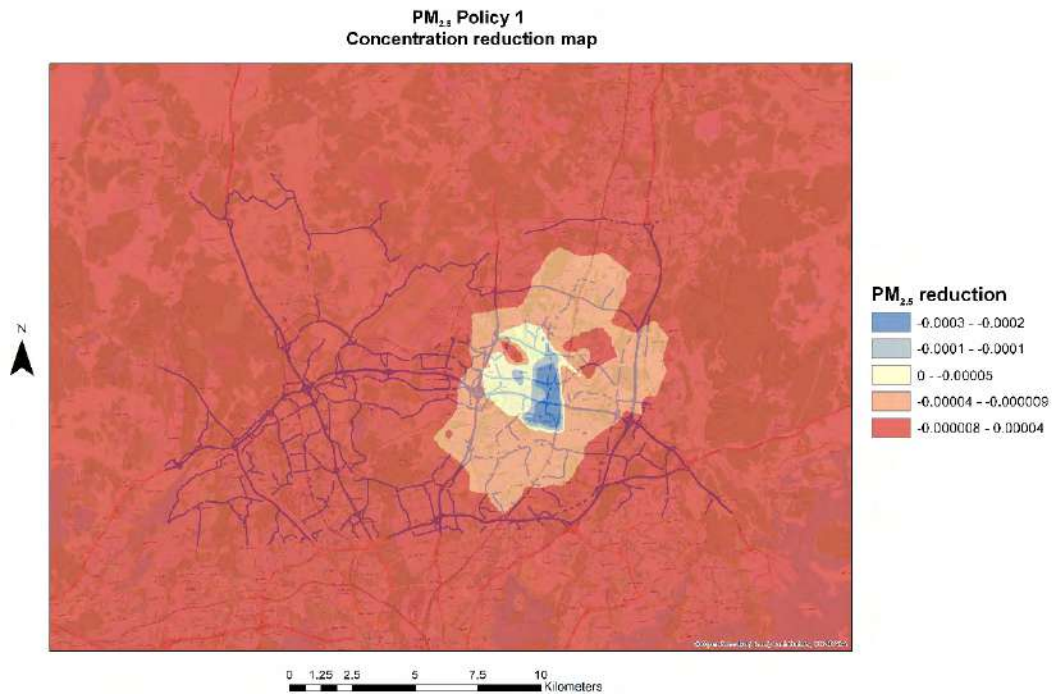 PM2.5 Policy 1
Concentration reduction map
N
PM2.5 reduction
-0.0003 - -0.0002
-0.0001 - -0.0001
0 - -0.00005
-0.00004 - -0.000009
-0.000008 - 0.00004
0 1.25 2.5 5 7.5 10
Kilometers